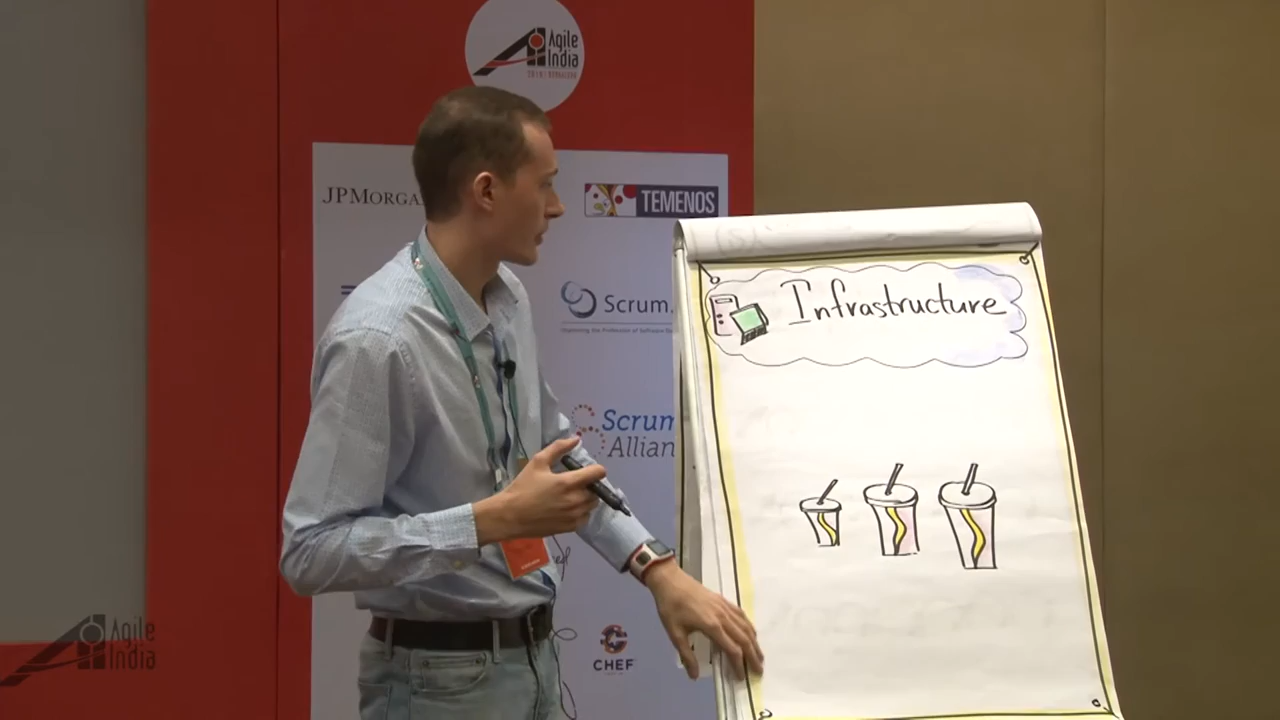 Agile
India
JPMORGA
TEMENOS
Scrum.
Scrum
Allian
CHEF
Infrastructure
Agile
India